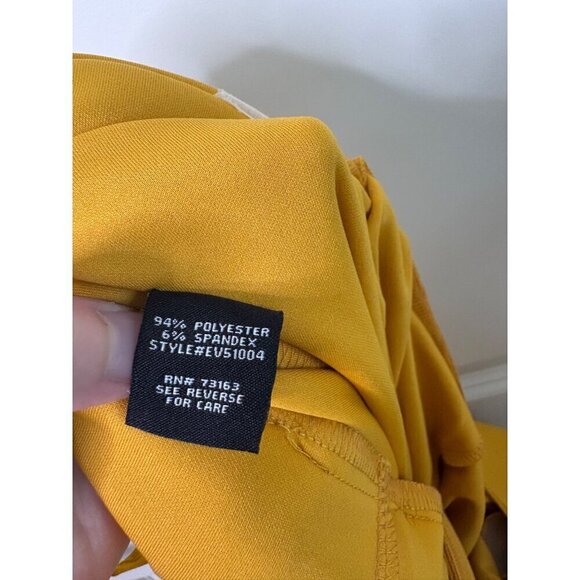 94% POLYESTER
6% SPANDEX
STYLE#EV51004
RN# 73163
SEE REVERSE
FOR CARE